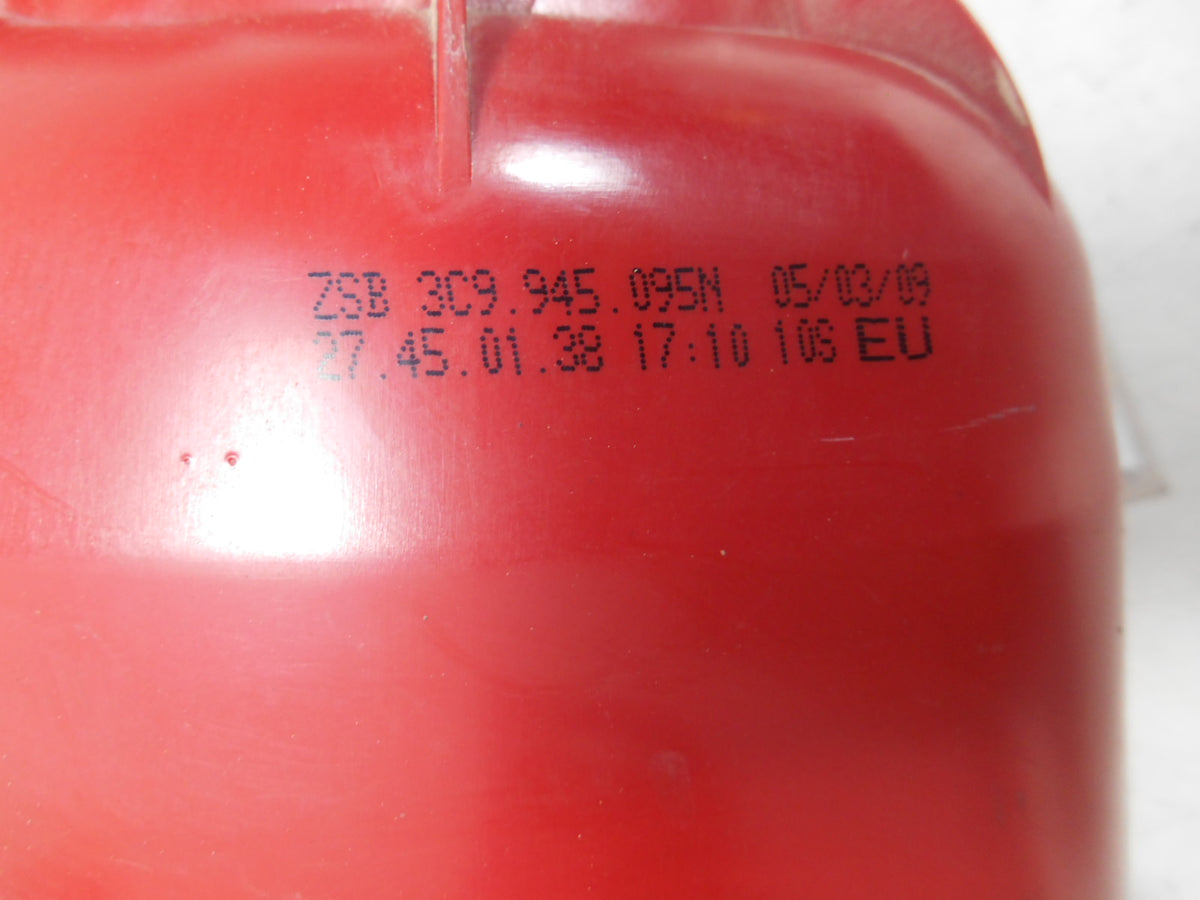 ZSB 3C9.945.095N 05/03/09
27.45.01.38 17:10 106 EU